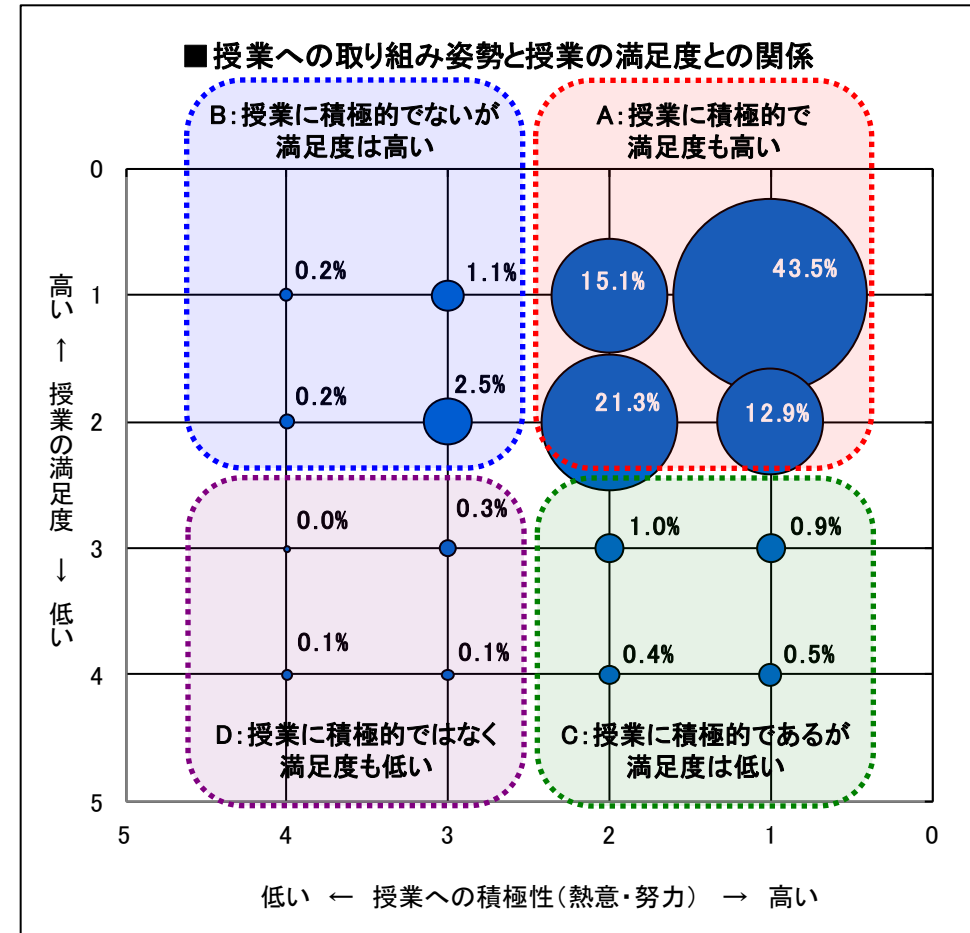 ■授業への取り組み姿勢と授業の満足度との関係
B:授業に積極的でないが
満足度は高い
A:授業に積極的で
満足度も高い
0
1
2
3
4
5
高い ← 授業の満足度 → 低い
0.2%
1.1%
15.1%
43.5%
0.2%
2.5%
21.3%
12.9%
0.0%
0.3%
1.0%
0.9%
0.1%
0.1%
0.4%
0.5%
D:授業に積極的ではなく
満足度も低い
C:授業に積極的であるが
満足度は低い
5
4
3
2
1
0
低い ← 授業への積極性(熱意・努力) → 高い